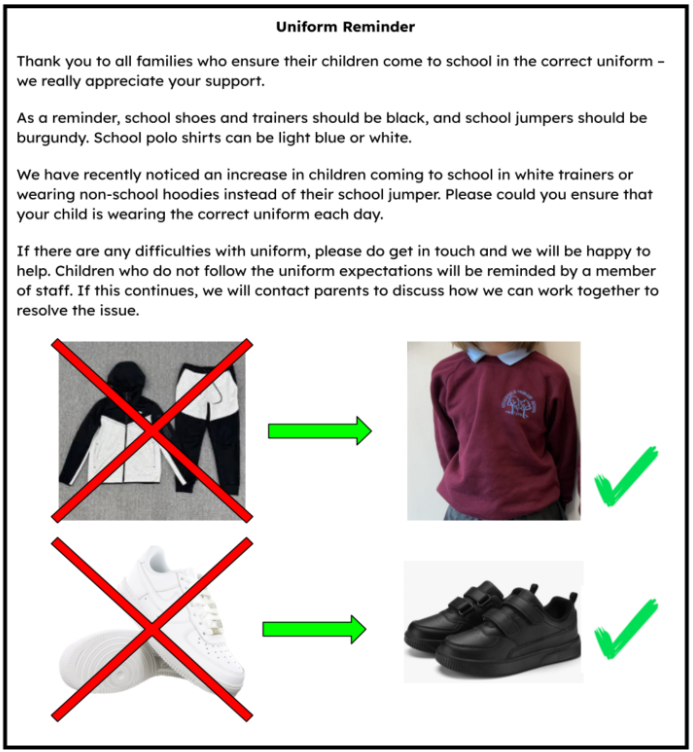 Uniform Reminder
Thank you to all families who ensure their children come to school in the correct uniform –
we really appreciate your support.
As a reminder, school shoes and trainers should be black, and school jumpers should be
burgundy. School polo shirts can be light blue or white.
We have recently noticed an increase in children coming to school in white trainers or
wearing non-school hoodies instead of their school jumper. Please could you ensure that
your child is wearing the correct uniform each day.
If there are any difficulties with uniform, please do get in touch and we will be happy to
help. Children who do not follow the uniform expectations will be reminded by a member
of staff. If this continues, we will contact parents to discuss how we can work together to
resolve the issue.